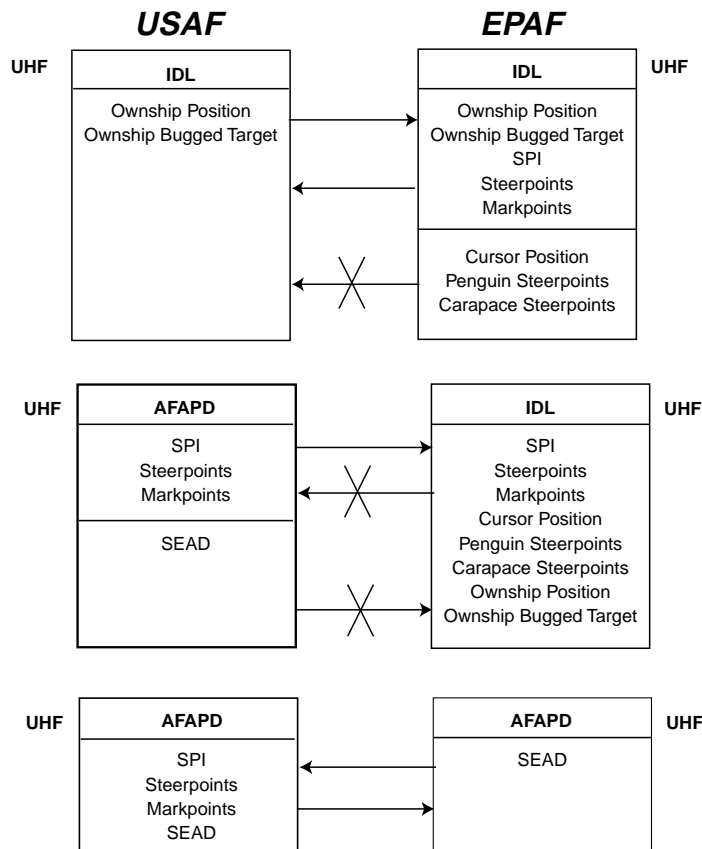 USAF
EPAF
UHF
IDL
Ownship Position
Ownship Bugged Target
IDL
UHF
Ownship Position
Ownship Bugged Target
SPI
Steerpoints
Markpoints
Cursor Position
Penguin Steerpoints
Carapace Steerpoints
UHF
AFAPD
SPI
Steerpoints
Markpoints
SEAD
IDL
UHF
SPI
Steerpoints
Markpoints
Cursor Position
Penguin Steerpoints
Carapace Steerpoints
Ownship Position
Ownship Bugged Target
UHF
AFAPD
SPI
Steerpoints
Markpoints
SEAD
AFAPD
UHF
SEAD